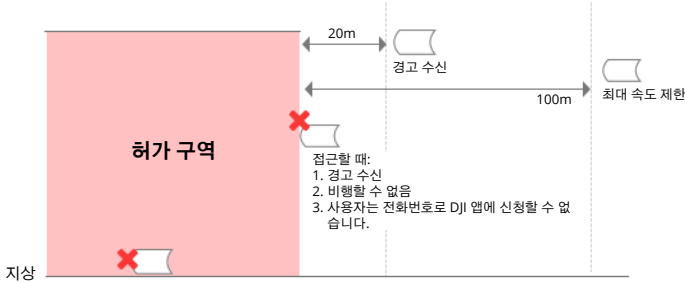 20m
경고 수신
최대 속도 제한
100m
허가 구역
접근할 때:
1. 경고 수신
2. 비행할 수 없음
3. 사용자는 전화번호로 DJI 앱에 신청할 수 없
습니다.
지상